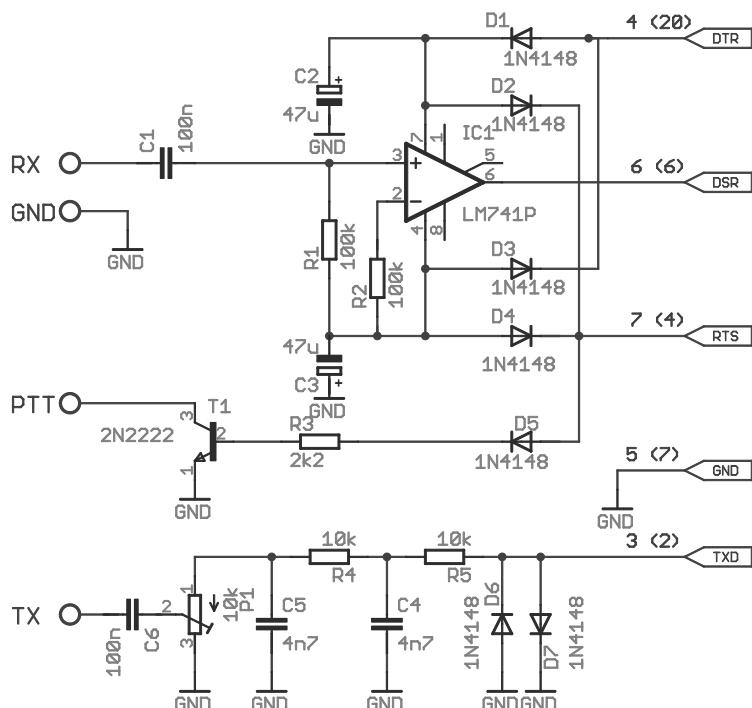 D1
4 (20)
DTR
1N4148
C2
+
47u
GND
D2
1N4148
C1
100n
RX
7
1
IC1
3
+
5
6
2
−
6 (6)
DSR
GND
GND
LM741P
4
8
R1
100k
R2
100k
D3
1N4148
D4
7 (4)
RTS
1N4148
47u
C3
+
GND
PTT
T1
3
2N2222
2
1
R3
2k2
D5
1N4148
GND
5 (7)
GND
GND
3 (2)
TXD
10k
R4
10k
R5
TX
100n
C6
2
1
3
10k
P1
C5
4n7
C4
4n7
1N4148
D6
D7
1N4148
GND
GND
GND
GND
GND